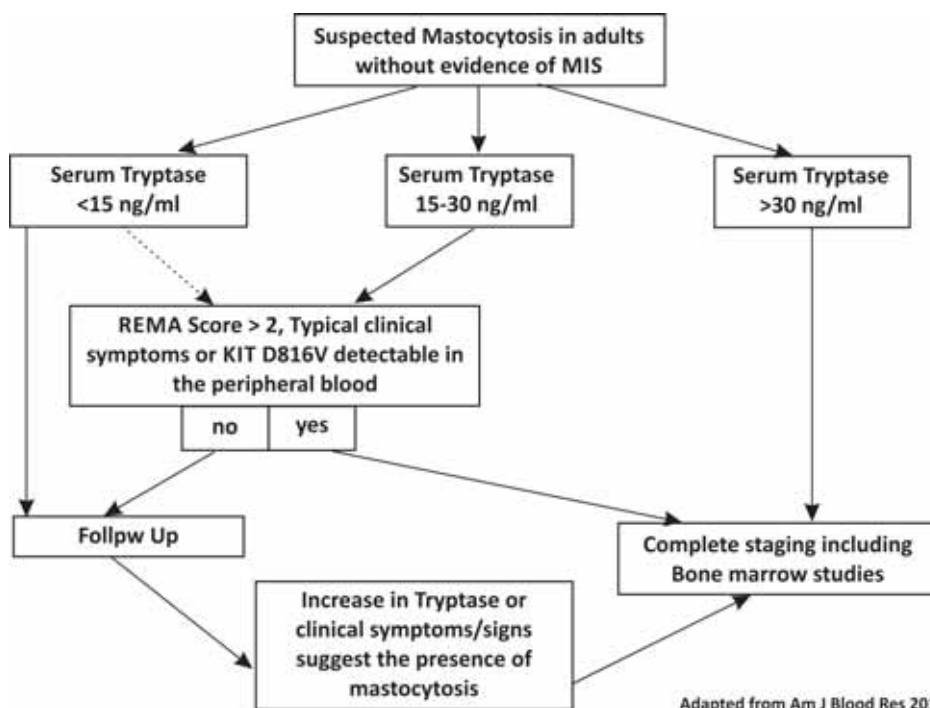 Suspected Mastocytosis in adults
without evidence of MIS
Serum Tryptase
<15 ng/ml
Serum Tryptase
15-30 ng/ml
Serum Tryptase
>30 ng/ml
REMA Score > 2, Typical clinical
symptoms or KIT D816V detectable in
the peripheral blood
no
yes
Follpw Up
Complete staging including
Bone marrow studies
Increase in Tryptase or
clinical symptoms/signs
suggest the presence of
mastocytosis
Adapted from Am J Blood Res